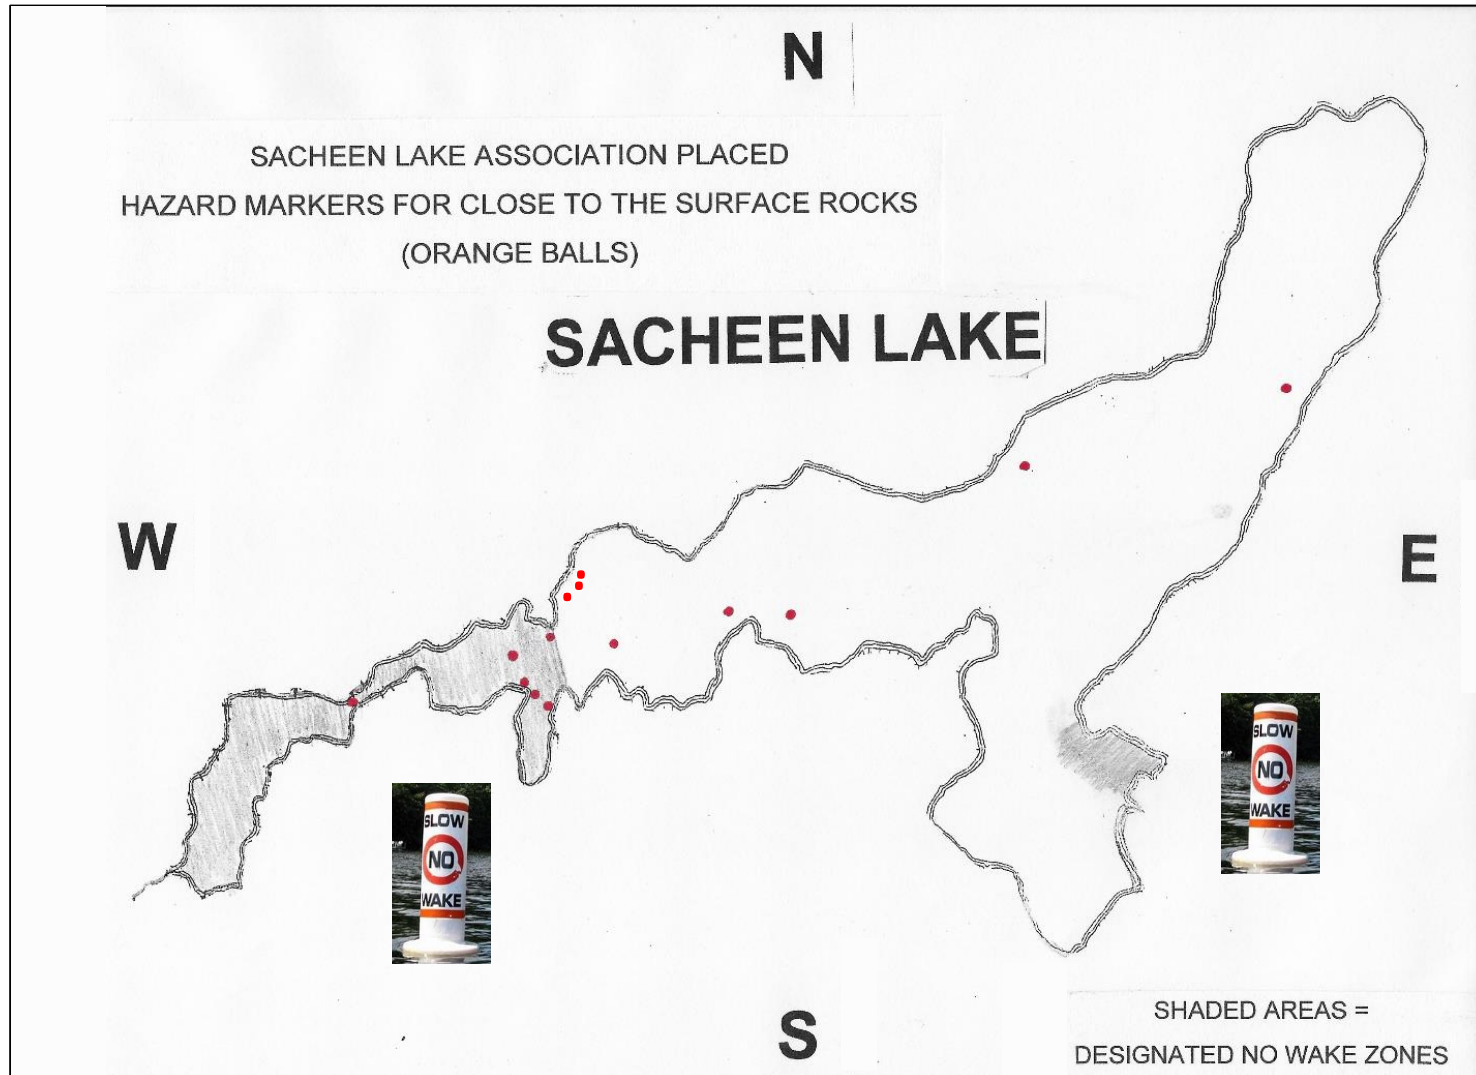 N
SACHEEN LAKE ASSOCIATION PLACED
HAZARD MARKERS FOR CLOSE TO THE SURFACE ROCKS
(ORANGE BALLS)
SACHEEN LAKE
W
E
SLOW
NO
WAKE
SLOW
NO
WAKE
S
SHADED AREAS =
DESIGNATED NO WAKE ZONES